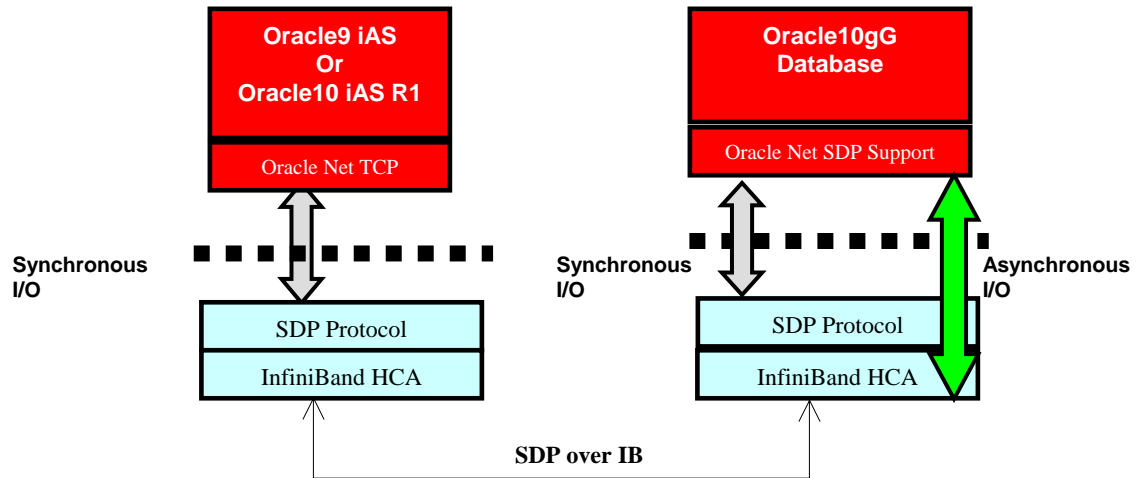 Oracle9 iAS
Or
Oracle10 iAS R1
Oracle Net TCP
Synchronous
I/O
SDP Protocol
InfiniBand HCA
Oracle10gG
Database
Oracle Net SDP Support
Synchronous
I/O
Asynchronous
I/O
SDP Protocol
InfiniBand HCA
SDP over IB